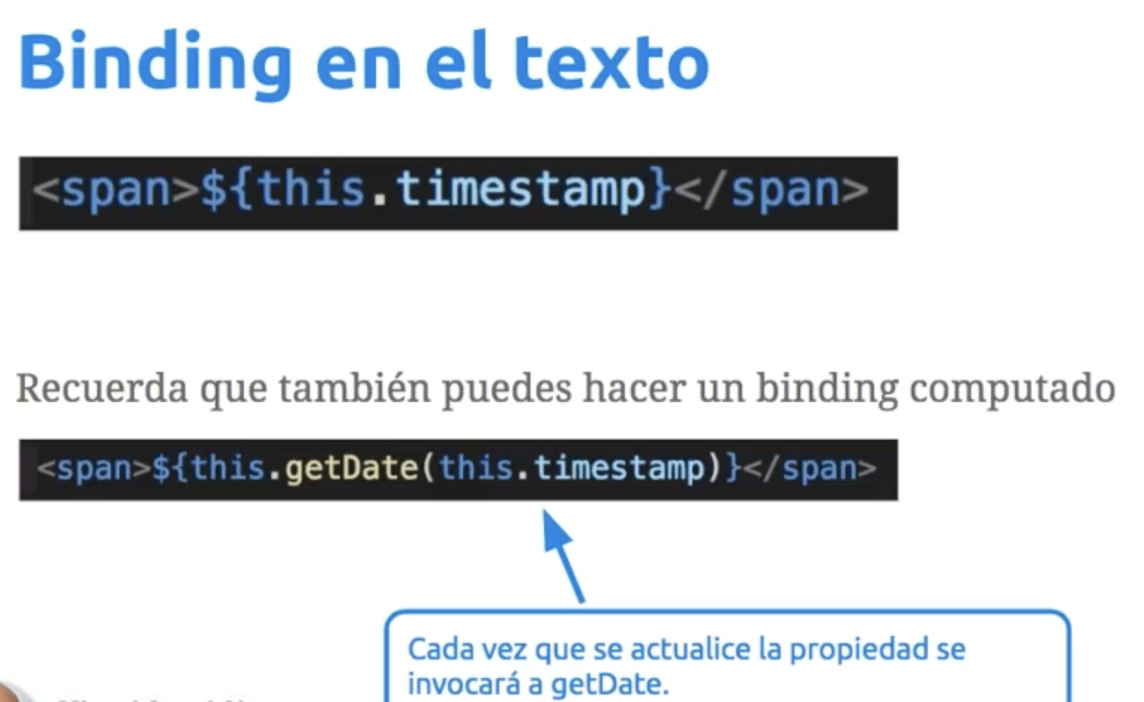 Binding en el texto
<span>${this.timestamp}</span>
Recuerda que también puedes hacer un binding computado
<span>${this.getDate(this.timestamp)}</span>
Cada vez que se actualice la propiedad se
invocará a getDate.